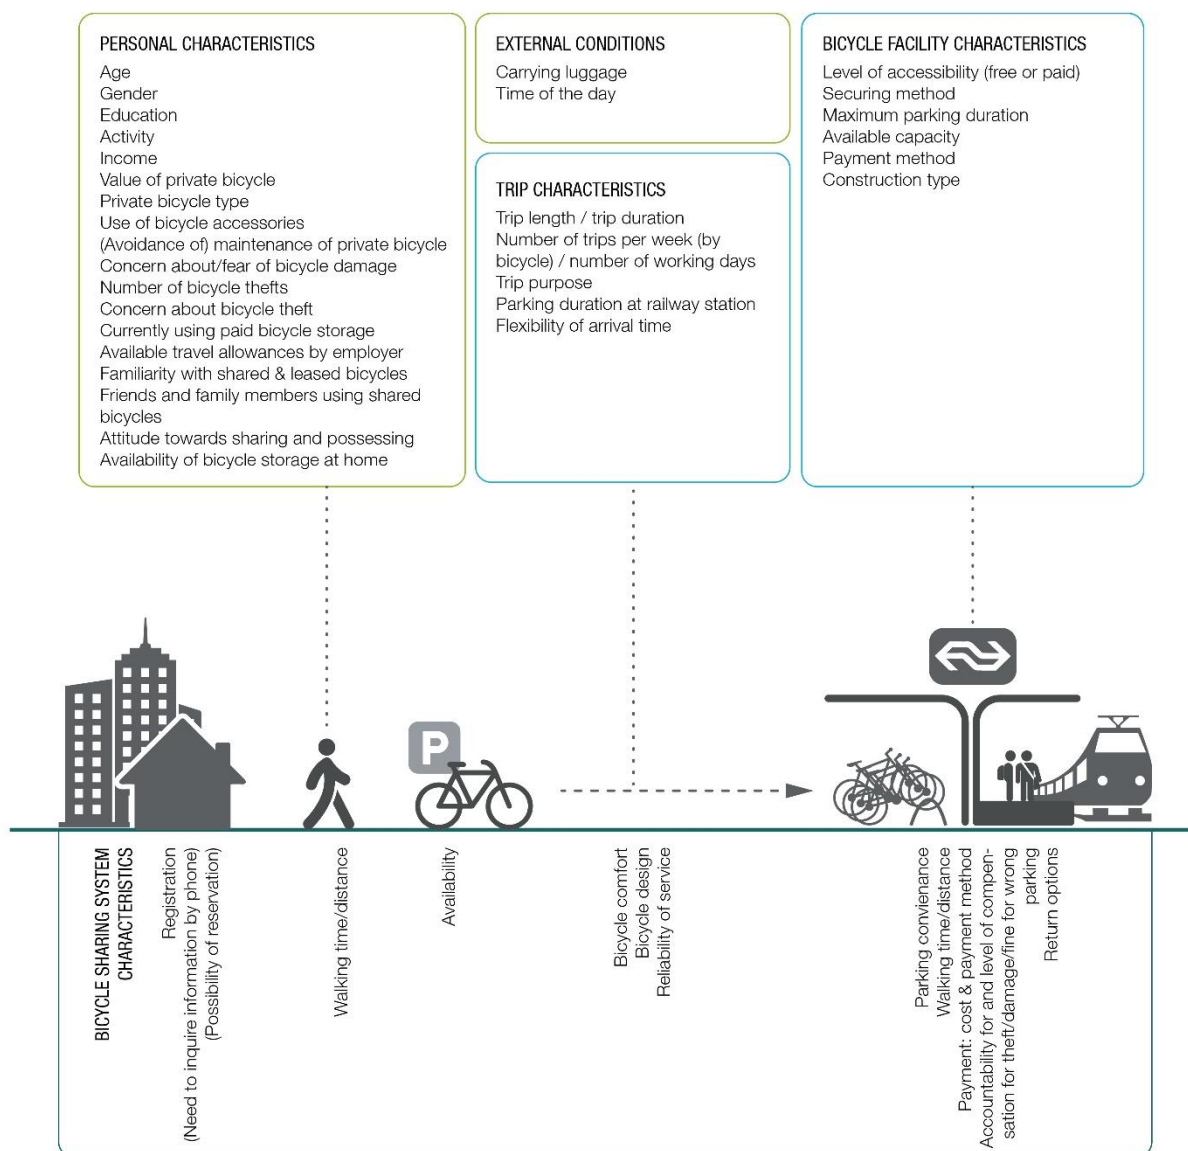 PERSONAL CHARACTERISTICS
Age
Gender
Education
Activity
Income
Value of private bicycle
Private bicycle type
Use of bicycle accessories
(Avoidance of) maintenance of private bicycle
Concern about/fear of bicycle damage
Number of bicycle thefts
Concern about bicycle theft
Currently using paid bicycle storage
Available travel allowances by employer
Familiarity with shared & leased bicycles
Friends and family members using shared
bicycles
Attitude towards sharing and possessing
Availability of bicycle storage at home
EXTERNAL CONDITIONS
Carrying luggage
Time of the day
TRIP CHARACTERISTICS
Trip length / trip duration
Number of trips per week (by
bicycle) / number of working days
Trip purpose
Parking duration at railway station
Flexibility of arrival time
BICYCLE FACILITY CHARACTERISTICS
Level of accessibility (free or paid)
Securing method
Maximum parking duration
Available capacity
Payment method
Construction type
P
BICYCLE SHARING SYSTEM
CHARACTERISTICS
Registration
(Need to inquire information by phone)
(Possibility of reservation)
Walking time/distance
Availability
Bicycle comfort
Bicycle design
Reliability of service
Parking convienance
Walking time/distance
Payment: cost & payment method
Accountability for and level of compen-
sation for theft/damage/fine for wrong
parking
Return options